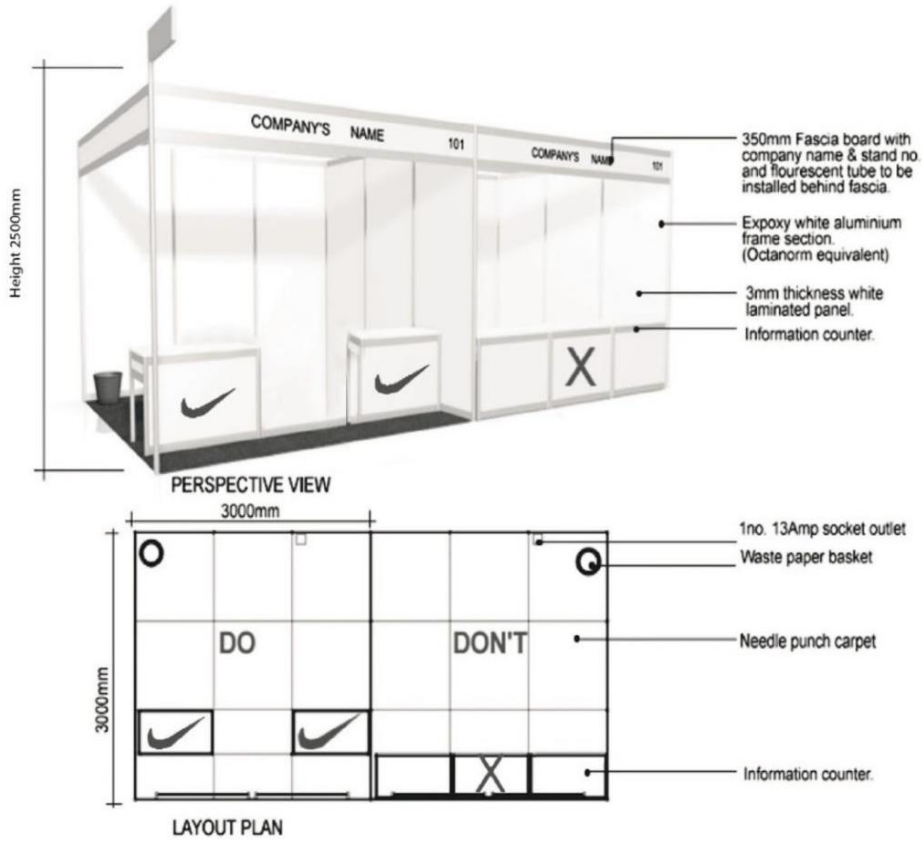 COMPANY'S NAME
101
COMPANY'S NAME
101
350mm Fascia board with
company name & stand no.
and flourescent tube to be
installed behind fascia.
Expoxy white aluminium
frame section.
(Octanorm equivalent)
3mm thickness white
laminated panel.
Information counter.
Height 2500mm
X
PERSPECTIVE VIEW
3000mm
1no. 13Amp socket outlet
Waste paper basket
DO
DON'T
Needle punch carpet
3000mm
X
Information counter.
LAYOUT PLAN